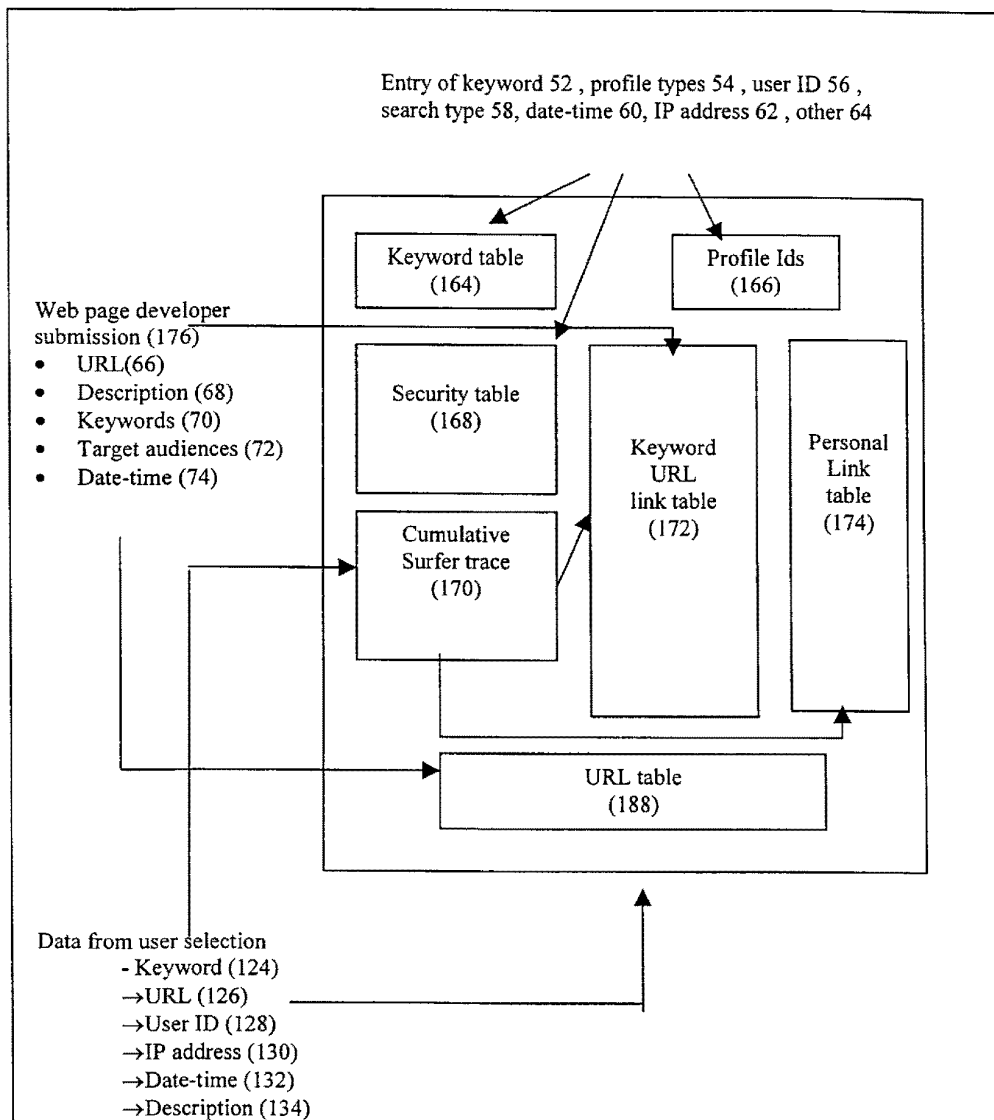 Entry of keyword 52 , profile types 54 , user ID 56 ,
search type 58, date-time 60, IP address 62 , other 64
Keyword table
(164)
Profile Ids
(166)
Web page developer
submission (176)
• URL(66)
• Description (68)
• Keywords (70)
• Target audiences (72)
• Date-time (74)
Security table
(168)
Keyword
URL
link table
(172)
Personal
Link
table
(174)
Cumulative
Surfer trace
(170)
URL table
(188)
Data from user selection
- Keyword (124)
→URL (126)
→User ID (128)
→IP address (130)
→Date-time (132)
→Description (134)